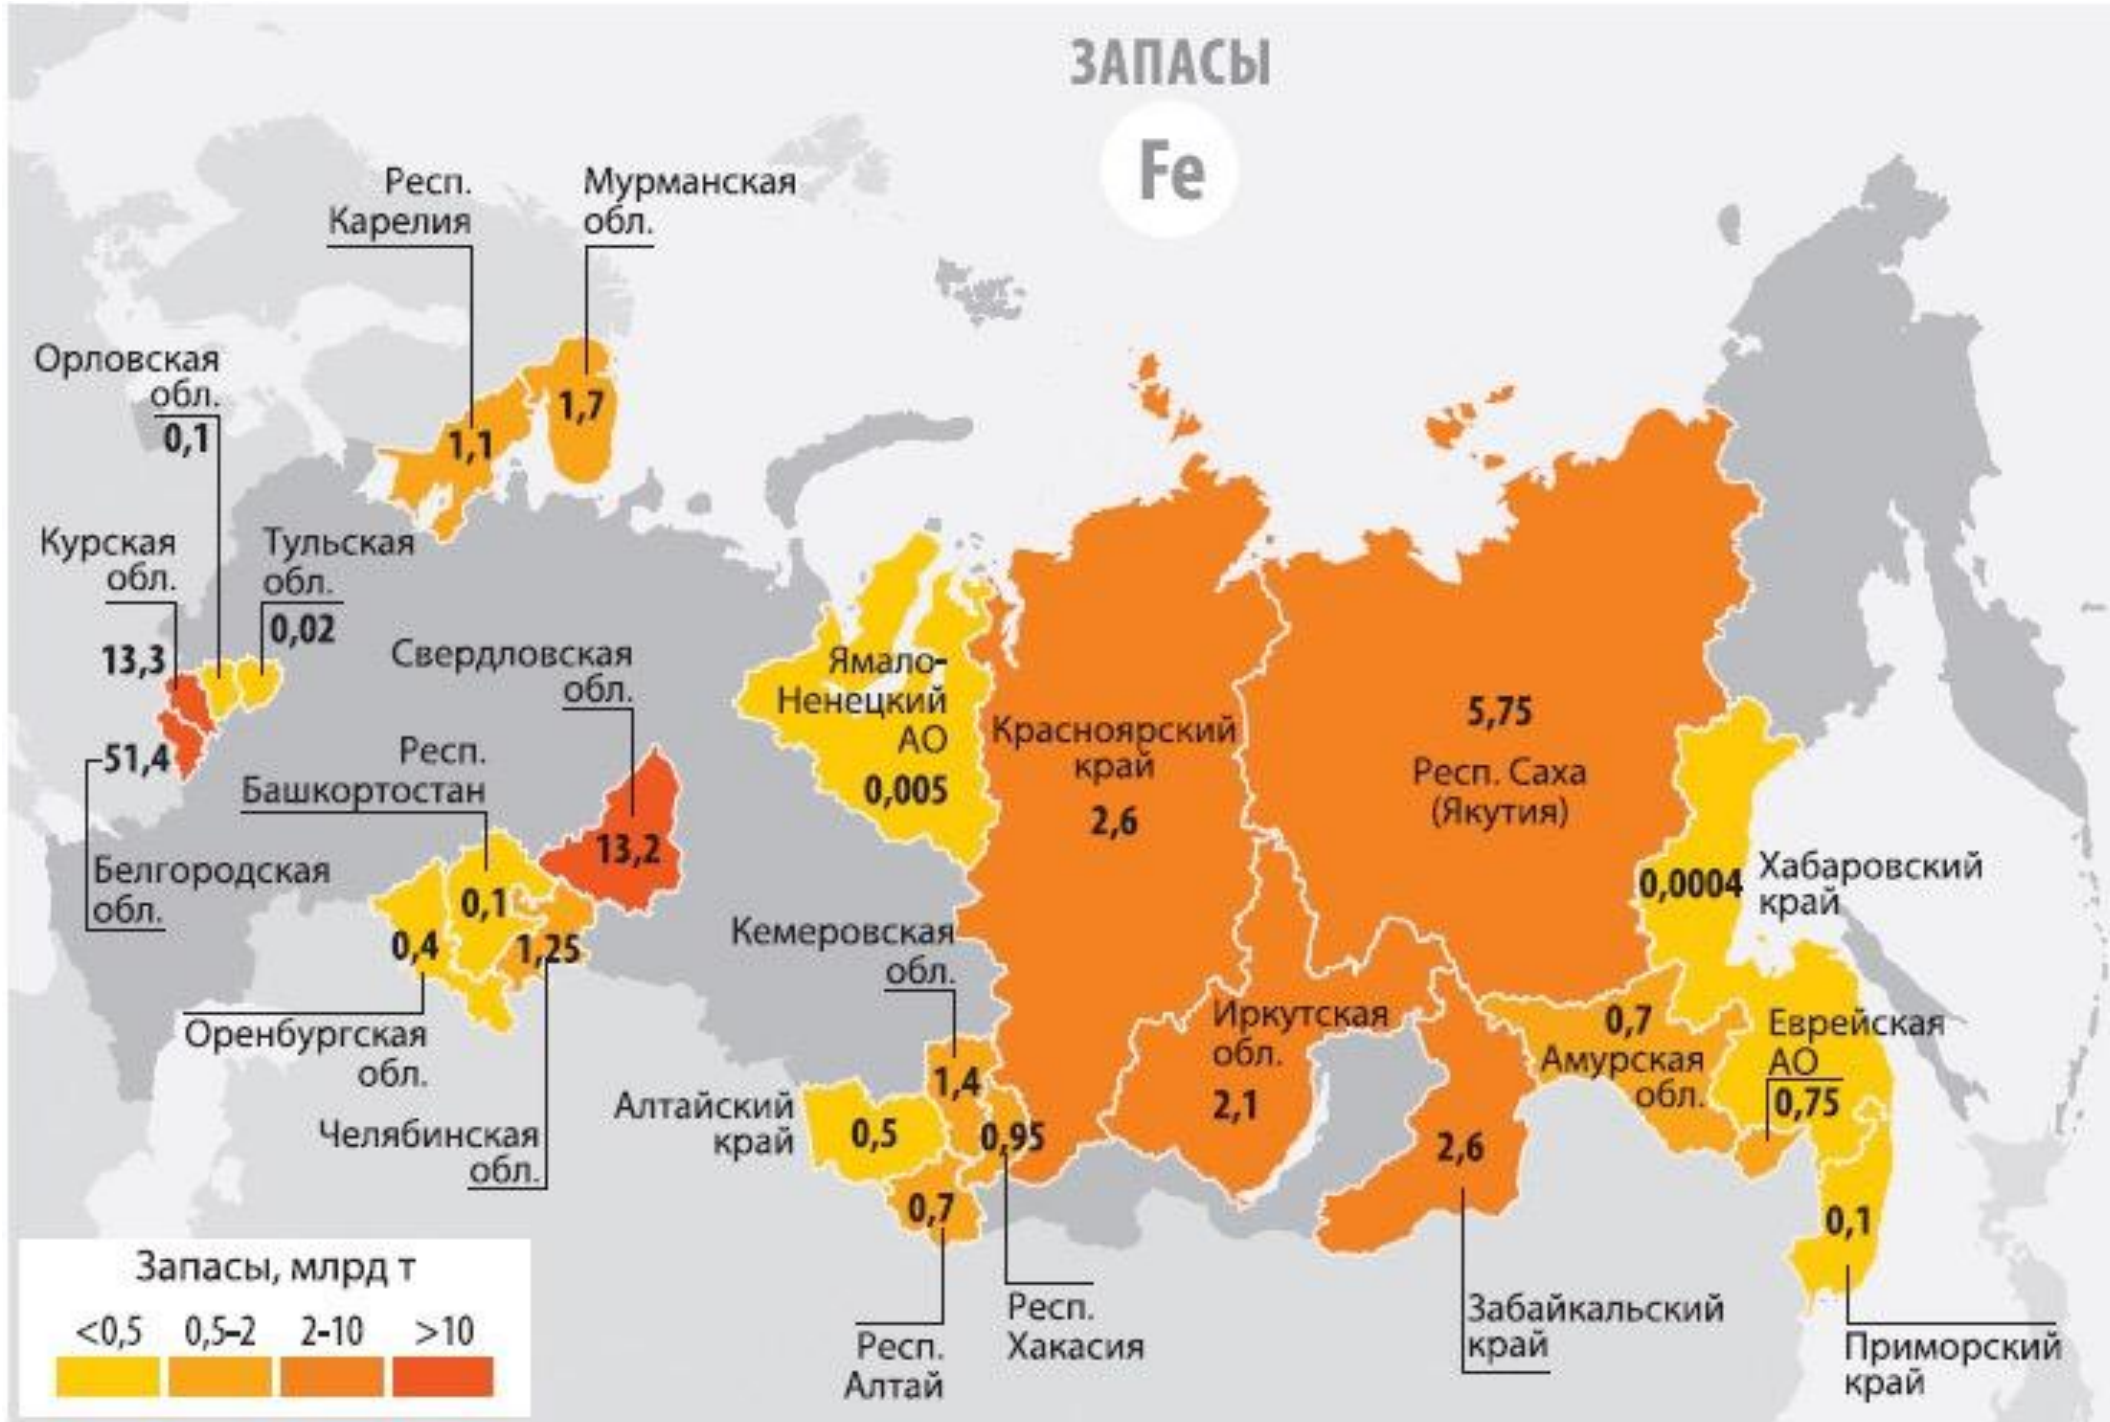 ЗАПАСЫ
Fe
Респ.
Карелия
1,1
Мурманская
обл.
1,7
Орловская
обл.
0,1
Курская
обл.
13,3
Тульская
обл.
0,02
51,4
Белгородская
обл.
Свердловская
обл.
13,2
Респ.
Башкортостан
0,1
0,4
Оренбургская
обл.
1,25
Челябинская
обл.
Ямало-
Ненецкий
АО
0,005
Красноярский
край
2,6
5,75
Респ. Саха
(Якутия)
0,0004
Хабаровский
край
Кемеровская
обл.
1,4
Алтайский
край
0,5
0,95
Респ.
Хакасия
0,7
Респ.
Алтай
Иркутская
обл.
2,1
2,6
Забайкальский
край
0,7
Амурская
обл.
Еврейская
АО
0,75
0,1
Приморский
край
Запасы, млрд т
<0,5 0,5–2 2-10 >10